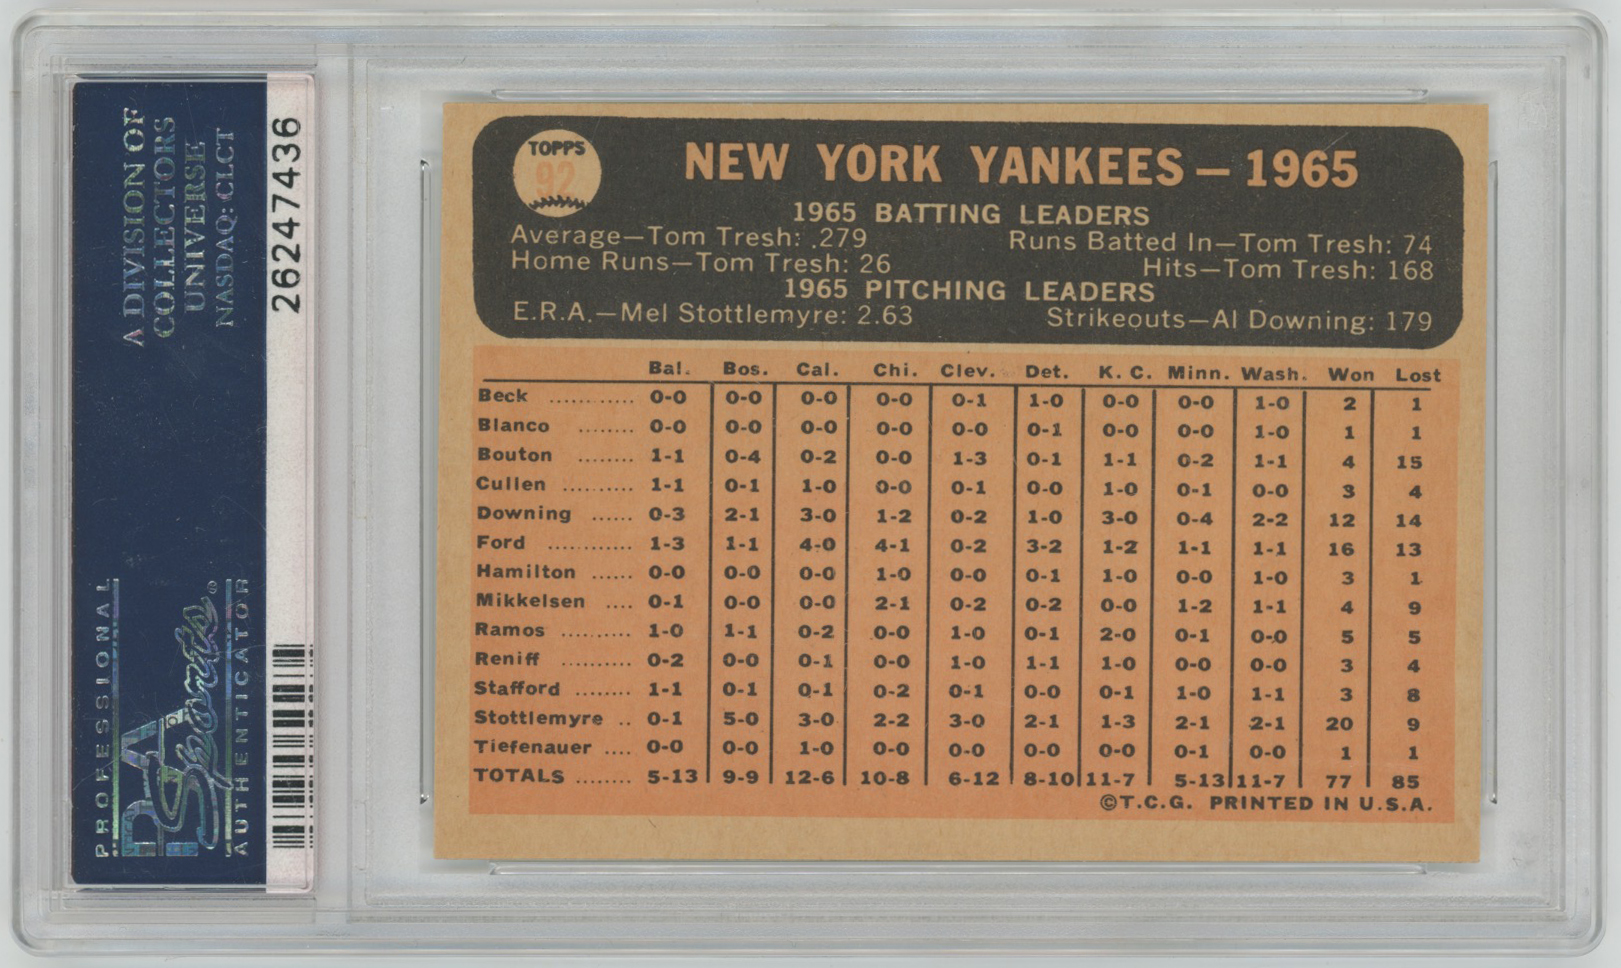 A DIVISION OF
COLLECTORS
UNIVERSE
NASDAQ: CLCT
26247436
PROFESSIONAL
PSA
Sports®
AUTHENTICATOR
TOPPS
92
NEW YORK YANKEES — 1965
1965 BATTING LEADERS
Average—Tom Tresh: .279 Runs Batted In—Tom Tresh: 74
Home Runs—Tom Tresh: 26 Hits—Tom Tresh: 168
1965 PITCHING LEADERS
E.R.A.—Mel Stottlemyre: 2.63 Strikeouts—Al Downing: 179
Bal. Bos. Cal. Chi. Clev. Det. K. C. Minn. Wash. Won Lost
Beck ............ 0-0 0-0 0-0 0-0 0-1 1-0 0-0 0-0 1-0 2 1
Blanco ........ 0-0 0-0 0-0 0-0 0-0 0-1 0-0 0-0 1-0 1 1
Bouton ........ 1-1 0-4 0-2 0-0 1-3 0-1 1-1 0-2 1-1 4 15
Cullen .......... 1-1 0-1 1-0 0-0 0-1 0-0 1-0 0-1 0-0 3 4
Downing ...... 0-3 2-1 3-0 1-2 0-2 1-0 3-0 0-4 2-2 12 14
Ford ............ 1-3 1-1 4-0 4-1 0-2 3-2 1-2 1-1 1-1 16 13
Hamilton ...... 0-0 0-0 0-0 1-0 0-0 0-1 1-0 0-0 1-0 3 1
Mikkelsen .... 0-1 0-0 0-0 2-1 0-2 0-2 0-0 1-2 1-1 4 9
Ramos .......... 1-0 1-1 0-2 0-0 1-0 0-1 2-0 0-1 0-0 5 5
Reniff .......... 0-2 0-0 0-1 0-0 1-0 1-1 1-0 0-0 0-0 3 4
Stafford ........ 1-1 0-1 0-1 0-2 0-1 0-0 0-1 1-0 1-1 3 8
Stottlemyre .. 0-1 5-0 3-0 2-2 3-0 2-1 1-3 2-1 2-1 20 9
Tiefenauer .... 0-0 0-0 1-0 0-0 0-0 0-0 0-0 0-1 0-0 1 1
TOTALS ........ 5-13 9-9 12-6 10-8 6-12 8-10 11-7 5-13 11-7 77 85
©T.C.G. PRINTED IN U.S.A.